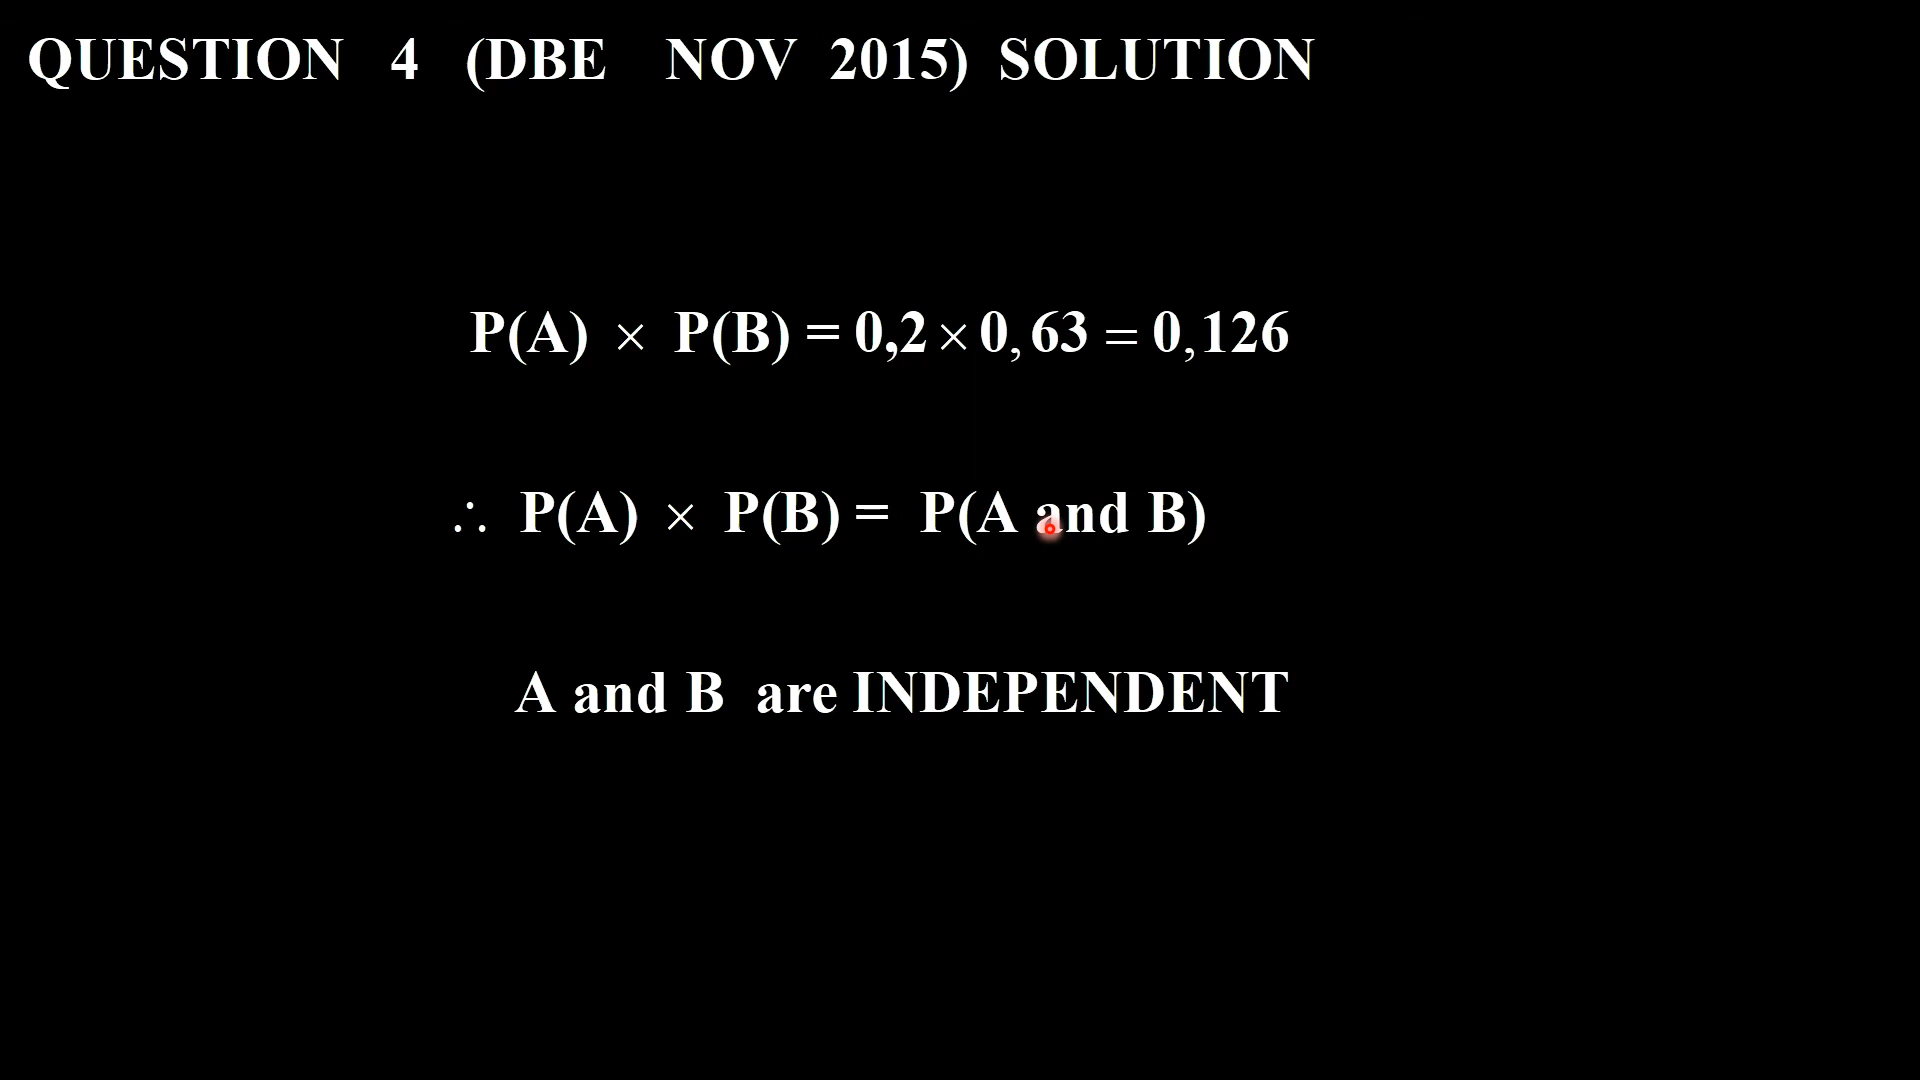 QUESTION 4 (DBE NOV 2015) SOLUTION
P(A) × P(B) = 0,2 × 0,63 = 0,126
∴ P(A) × P(B) = P(A and B)
A and B are INDEPENDENT